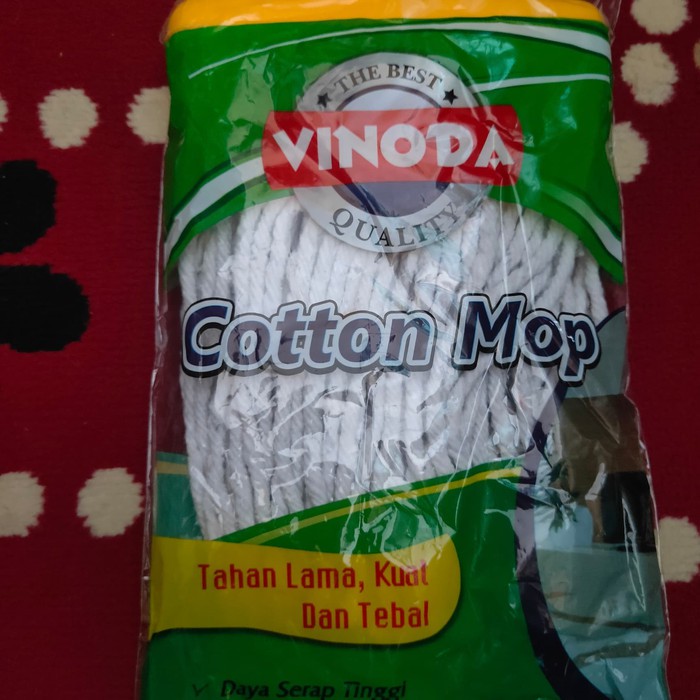 THE BEST
VINODA
QUALITY
Cotton Mop
Tahan Lama, Kuat
Dan Tebal
✓ Daya Serap Tinggi